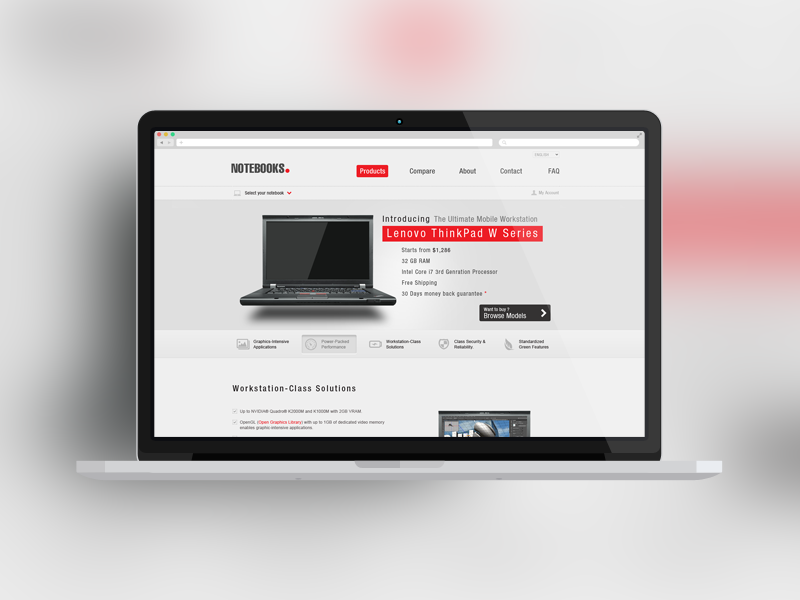 ENGLISH
NOTEBOOKS.
Products Compare About Contact FAQ
Select your notebook
My Account
Introducing The Ultimate Mobile Workstation
Lenovo ThinkPad W Series
Starts from $1,286
32 GB RAM
Intel Core i7 3rd Genration Processor
Free Shipping
30 Days money back guarantee *
Want to buy ?
Browse Models
Graphics-Intensive
Applications
Power-Packed
Performance
Workstation-Class
Solutions
Class Security &
Reliability
Standardized
Green Features
Workstation-Class Solutions
Up to NVIDIA® Quadro® K2000M and K1000M with 2GB VRAM.
OpenGL (Open Graphics Library) with up to 1GB of dedicated video memory
enables graphic-intensive applications.